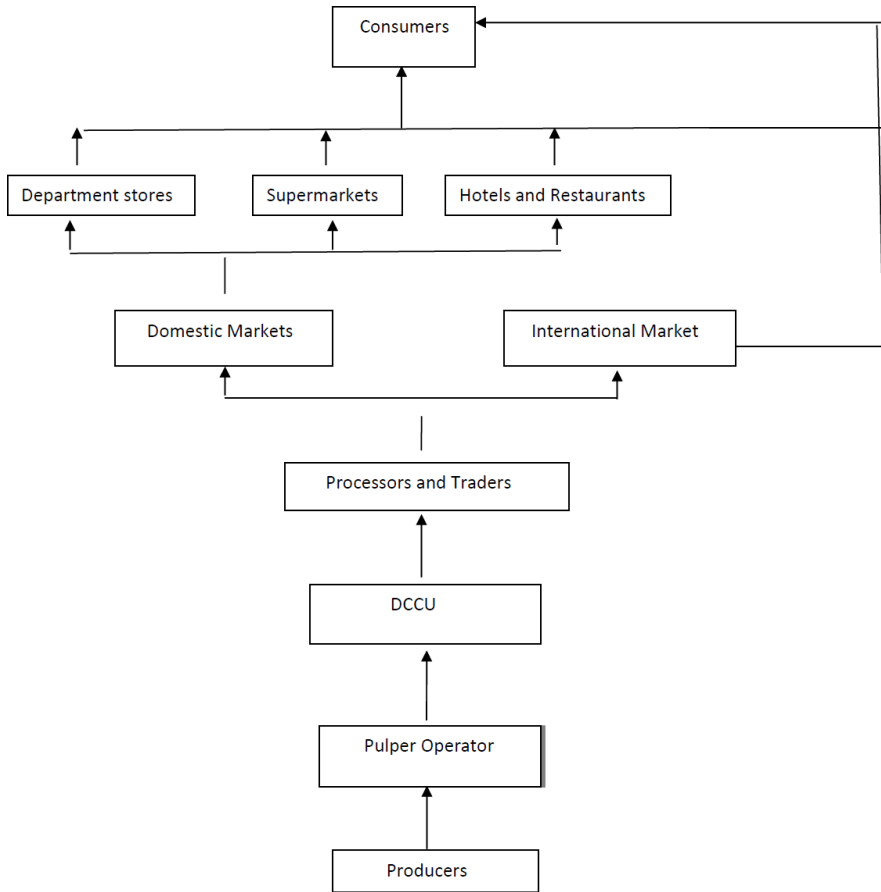 Consumers
Department stores
Supermarkets
Hotels and Restaurants
Domestic Markets
International Market
Processors and Traders
DCCU
Pulper Operator
Producers